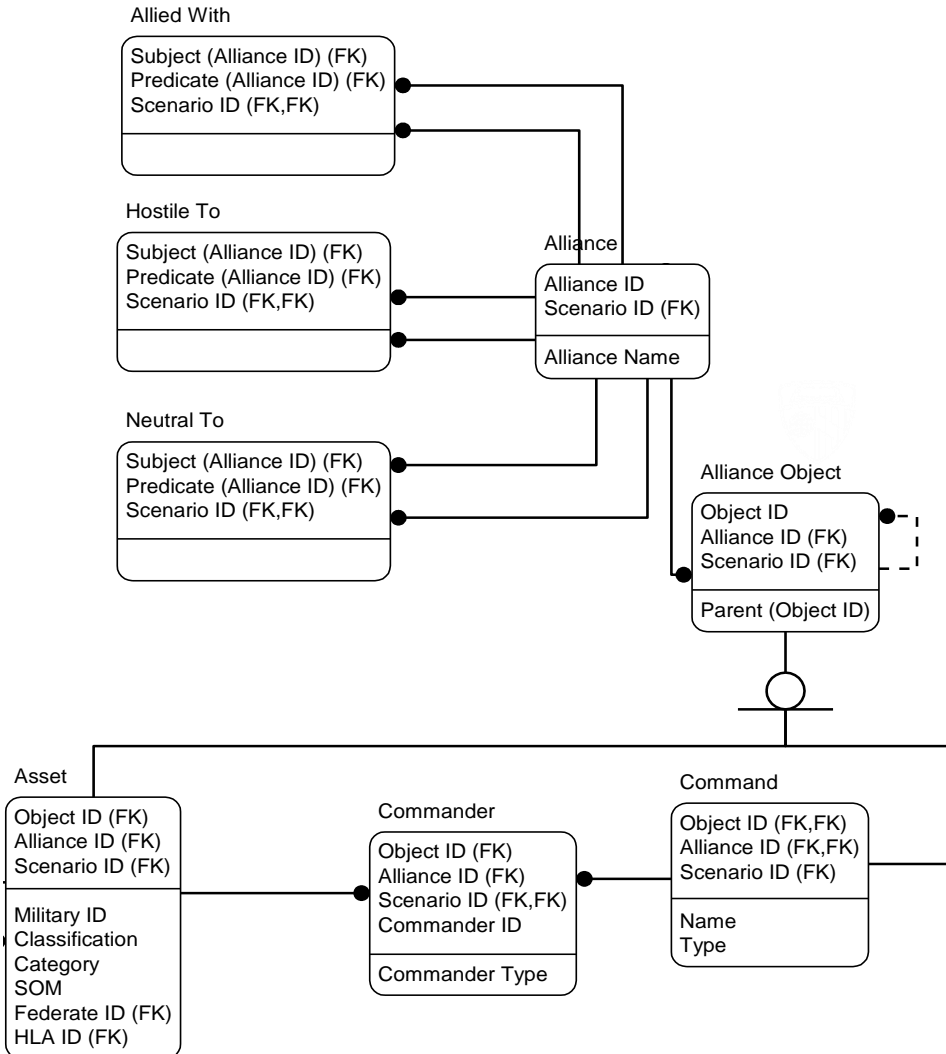 Allied With
Subject (Alliance ID) (FK)
Predicate (Alliance ID) (FK)
Scenario ID (FK,FK)
Hostile To
Subject (Alliance ID) (FK)
Predicate (Alliance ID) (FK)
Scenario ID (FK,FK)
Alliance
Alliance ID
Scenario ID (FK)
Alliance Name
Neutral To
Subject (Alliance ID) (FK)
Predicate (Alliance ID) (FK)
Scenario ID (FK,FK)
Alliance Object
Object ID
Alliance ID (FK)
Scenario ID (FK)
Parent (Object ID)
Asset
Object ID (FK)
Alliance ID (FK)
Scenario ID (FK)
Military ID
Classification
Category
SOM
Federate ID (FK)
HLA ID (FK)
Commander
Object ID (FK)
Alliance ID (FK)
Scenario ID (FK,FK)
Commander ID
Commander Type
Command
Object ID (FK,FK)
Alliance ID (FK,FK)
Scenario ID (FK)
Name
Type